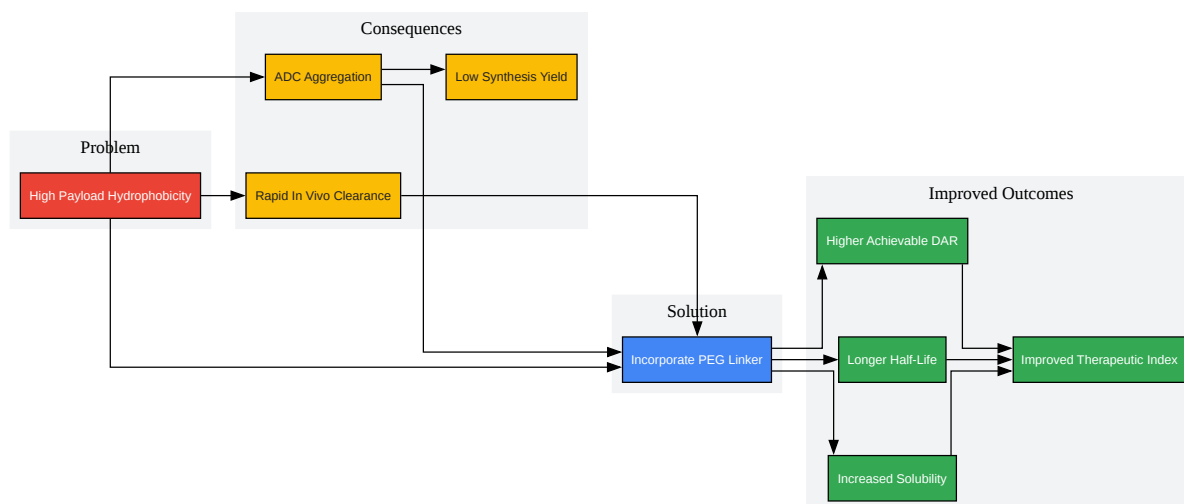 Consequences
ADC Aggregation
Low Synthesis Yield
Problem
High Payload Hydrophobicity
Rapid In Vivo Clearance
Improved Outcomes
Higher Achievable DAR
Solution
Incorporate PEG Linker
Longer Half-Life
Improved Therapeutic Index
Increased Solubility